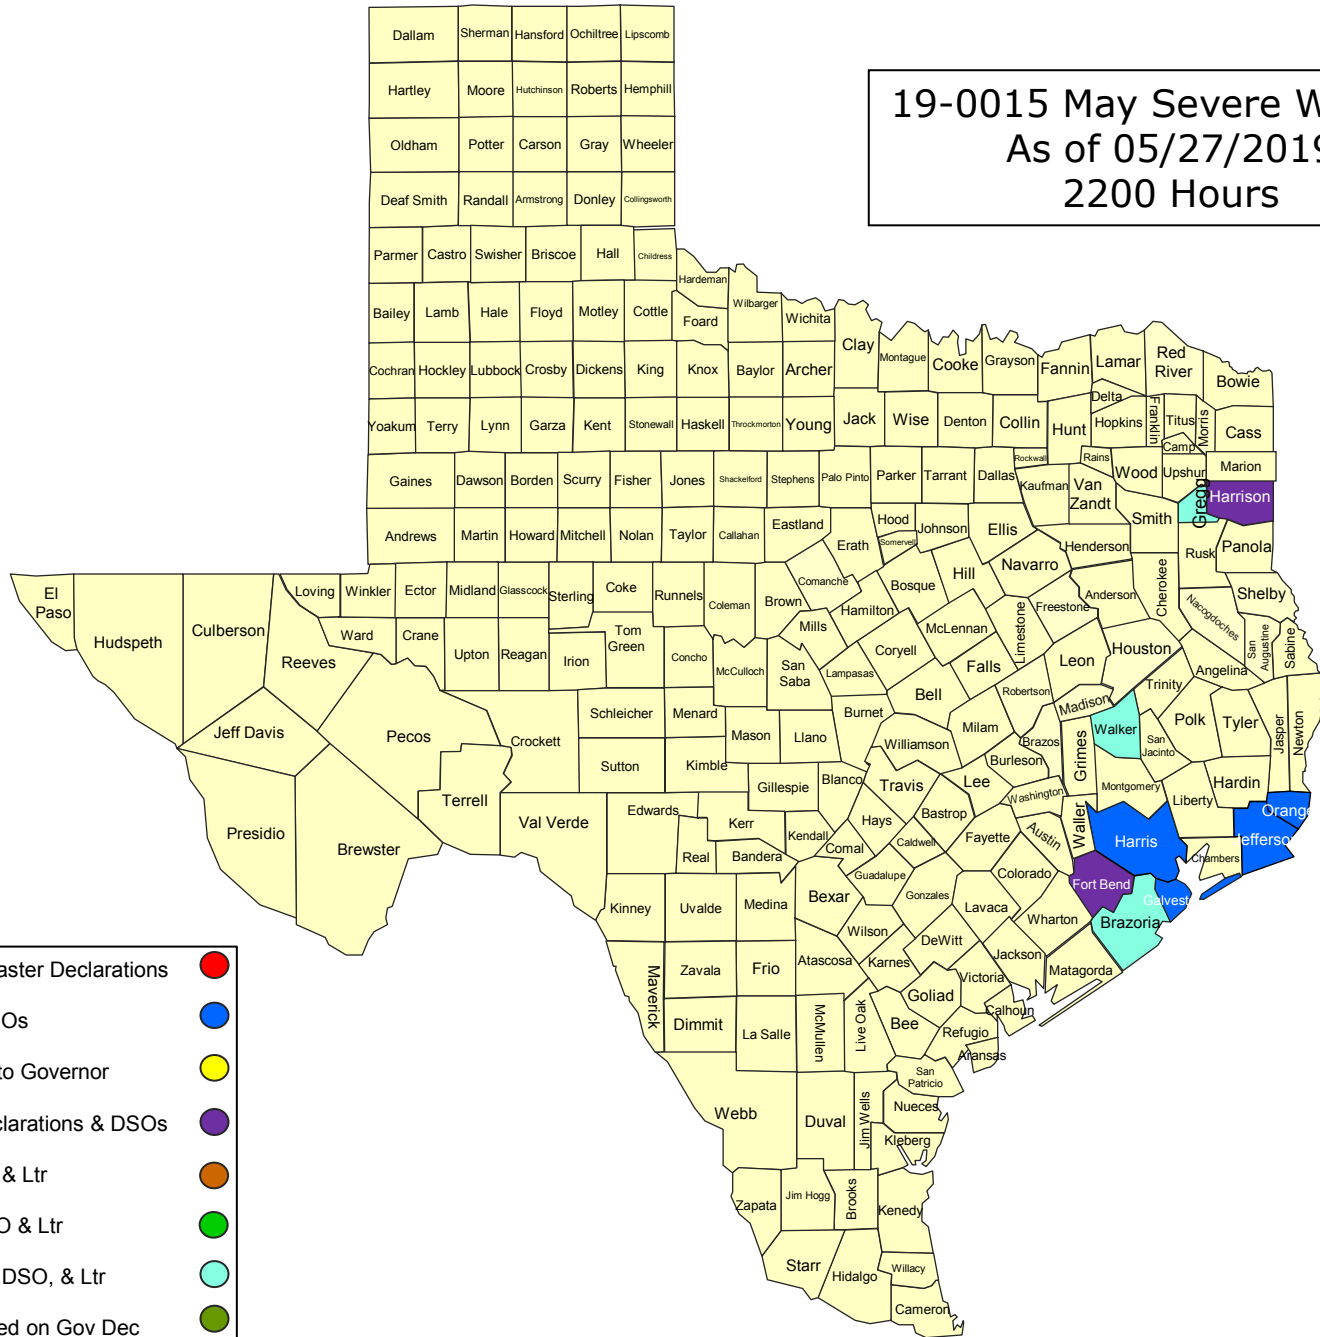 19-0015 May Severe W
As of 05/27/2019
2200 Hours
Dallam Sherman Hansford Ochiltree Lipscomb
Hartley Moore Hutchinson Roberts Hemphill
Oldham Potter Carson Gray Wheeler
Deaf Smith Randall Armstrong Donley Collingsworth
Parmer Castro Swisher Briscoe Hall Childress
Hardeman
Bailey Lamb Hale Floyd Motley Cottle Foard Wilbarger Wichita
Clay Montague Cooke Grayson Fannin Lamar Red River Bowie
Cochran Hockley Lubbock Crosby Dickens King Knox Baylor Archer
Delta
Yoakum Terry Lynn Garza Kent Stonewall Haskell Throckmorton Young Jack Wise Denton Collin Hunt Hopkins Franklin Titus Morris Cass
Camp
Rockwall Rains Wood Upshur Marion
Gaines Dawson Borden Scurry Fisher Jones Shackelford Stephens Palo Pinto Parker Tarrant Dallas Kaufman Van Zandt Gregg Harrison
Smith
Andrews Martin Howard Mitchell Nolan Taylor Callahan Eastland Erath Hood Somervell Johnson Ellis Henderson Rusk Panola
Navarro
El Paso Hudspeth Culberson Loving Winkler Ector Midland Glasscock Sterling Coke Runnels Coleman Brown Comanche Hamilton Bosque Hill Freestone Anderson Cherokee Nacogdoches Shelby
Reeves Ward Crane Upton Reagan Irion Tom Green Concho McCulloch San Saba Mills Lampasas Coryell McLennan Limestone Falls Leon Houston Angelina San Augustine Sabine
Jeff Davis Pecos Crockett Schleicher Menard Mason Llano Burnet Bell Milam Robertson Madison Walker Trinity Polk Tyler Jasper Newton
San Jacinto
Sutton Kimble Gillespie Blanco Williamson Travis Lee Burleson Brazos Grimes Montgomery Liberty Hardin
Presidio Brewster Terrell Val Verde Edwards Kerr Kendall Hays Bastrop Washington Waller Harris Orange
Real Bandera Comal Caldwell Fayette Austin Chambers Jefferso
Kinney Uvalde Medina Bexar Guadalupe Gonzales Lavaca Colorado Fort Bend Galvest
Wharton Brazoria
Wilson DeWitt Jackson Matagorda
Maverick Zavala Frio Atascosa Karnes Victoria
Dimmit La Salle McMullen Live Oak Bee Goliad Refugio Calhoun
Aransas
San Patricio
Webb Duval Jim Wells Nueces
Kleberg
Zapata Jim Hogg Brooks Kenedy
Starr Hidalgo Willacy
Cameron
aster Declarations
Os
to Governor
clarations & DSOs
& Ltr
O & Ltr
DSO, & Ltr
ed on Gov Dec